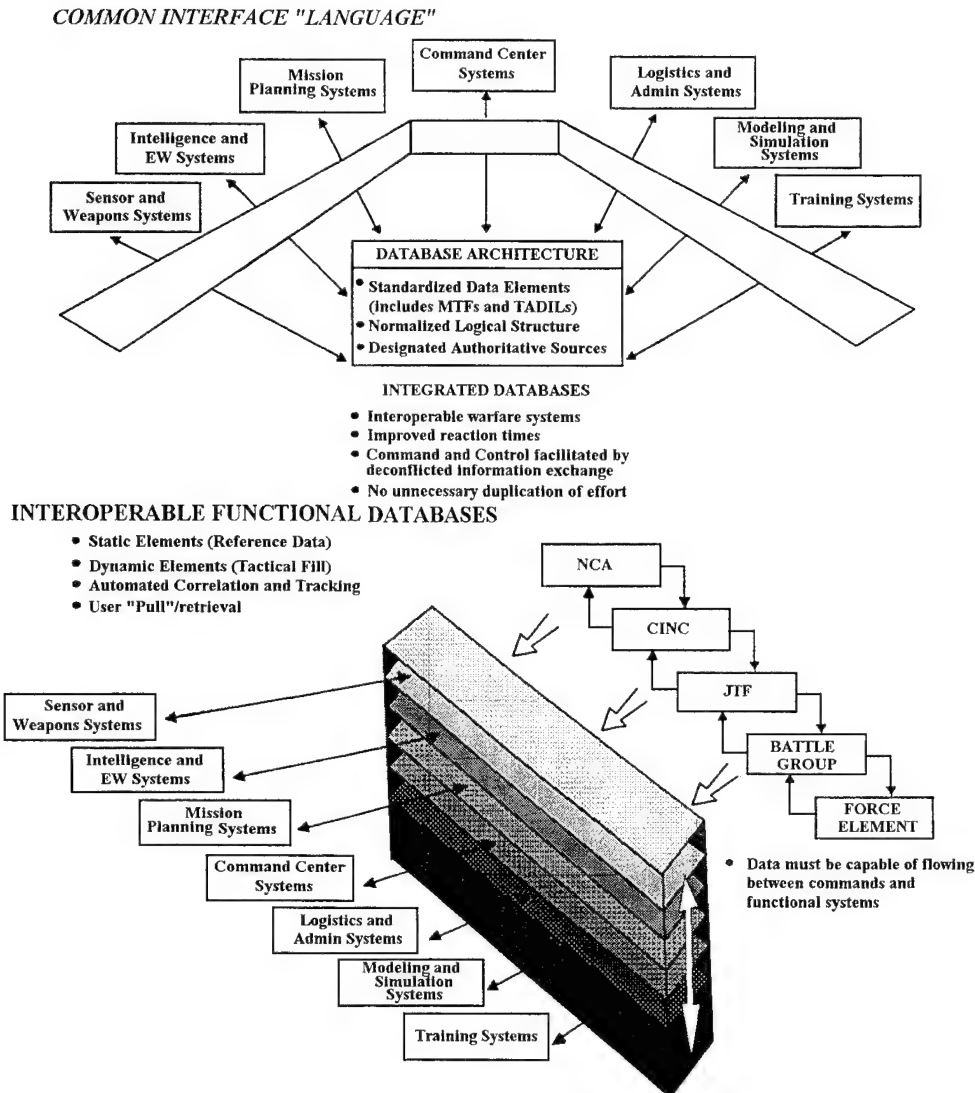 COMMON INTERFACE "LANGUAGE"
Command Center
Systems
Mission
Planning Systems
Logistics and
Admin Systems
Intelligence and
EW Systems
Modeling and
Simulation
Systems
Sensor and
Weapons Systems
Training Systems
DATABASE ARCHITECTURE
• Standardized Data Elements
(includes MTFs and TADILs)
• Normalized Logical Structure
• Designated Authoritative Sources
INTEGRATED DATABASES
• Interoperable warfare systems
• Improved reaction times
• Command and Control facilitated by
deconflicted information exchange
• No unnecessary duplication of effort
INTEROPERABLE FUNCTIONAL DATABASES
• Static Elements (Reference Data)
• Dynamic Elements (Tactical Fill)
• Automated Correlation and Tracking
• User "Pull"/retrieval
NCA
CINC
JTF
BATTLE
GROUP
FORCE
ELEMENT
• Data must be capable of flowing
between commands and
functional systems
Sensor and
Weapons Systems
Intelligence and
EW Systems
Mission
Planning Systems
Command Center
Systems
Logistics and
Admin Systems
Modeling and
Simulation
Systems
Training Systems